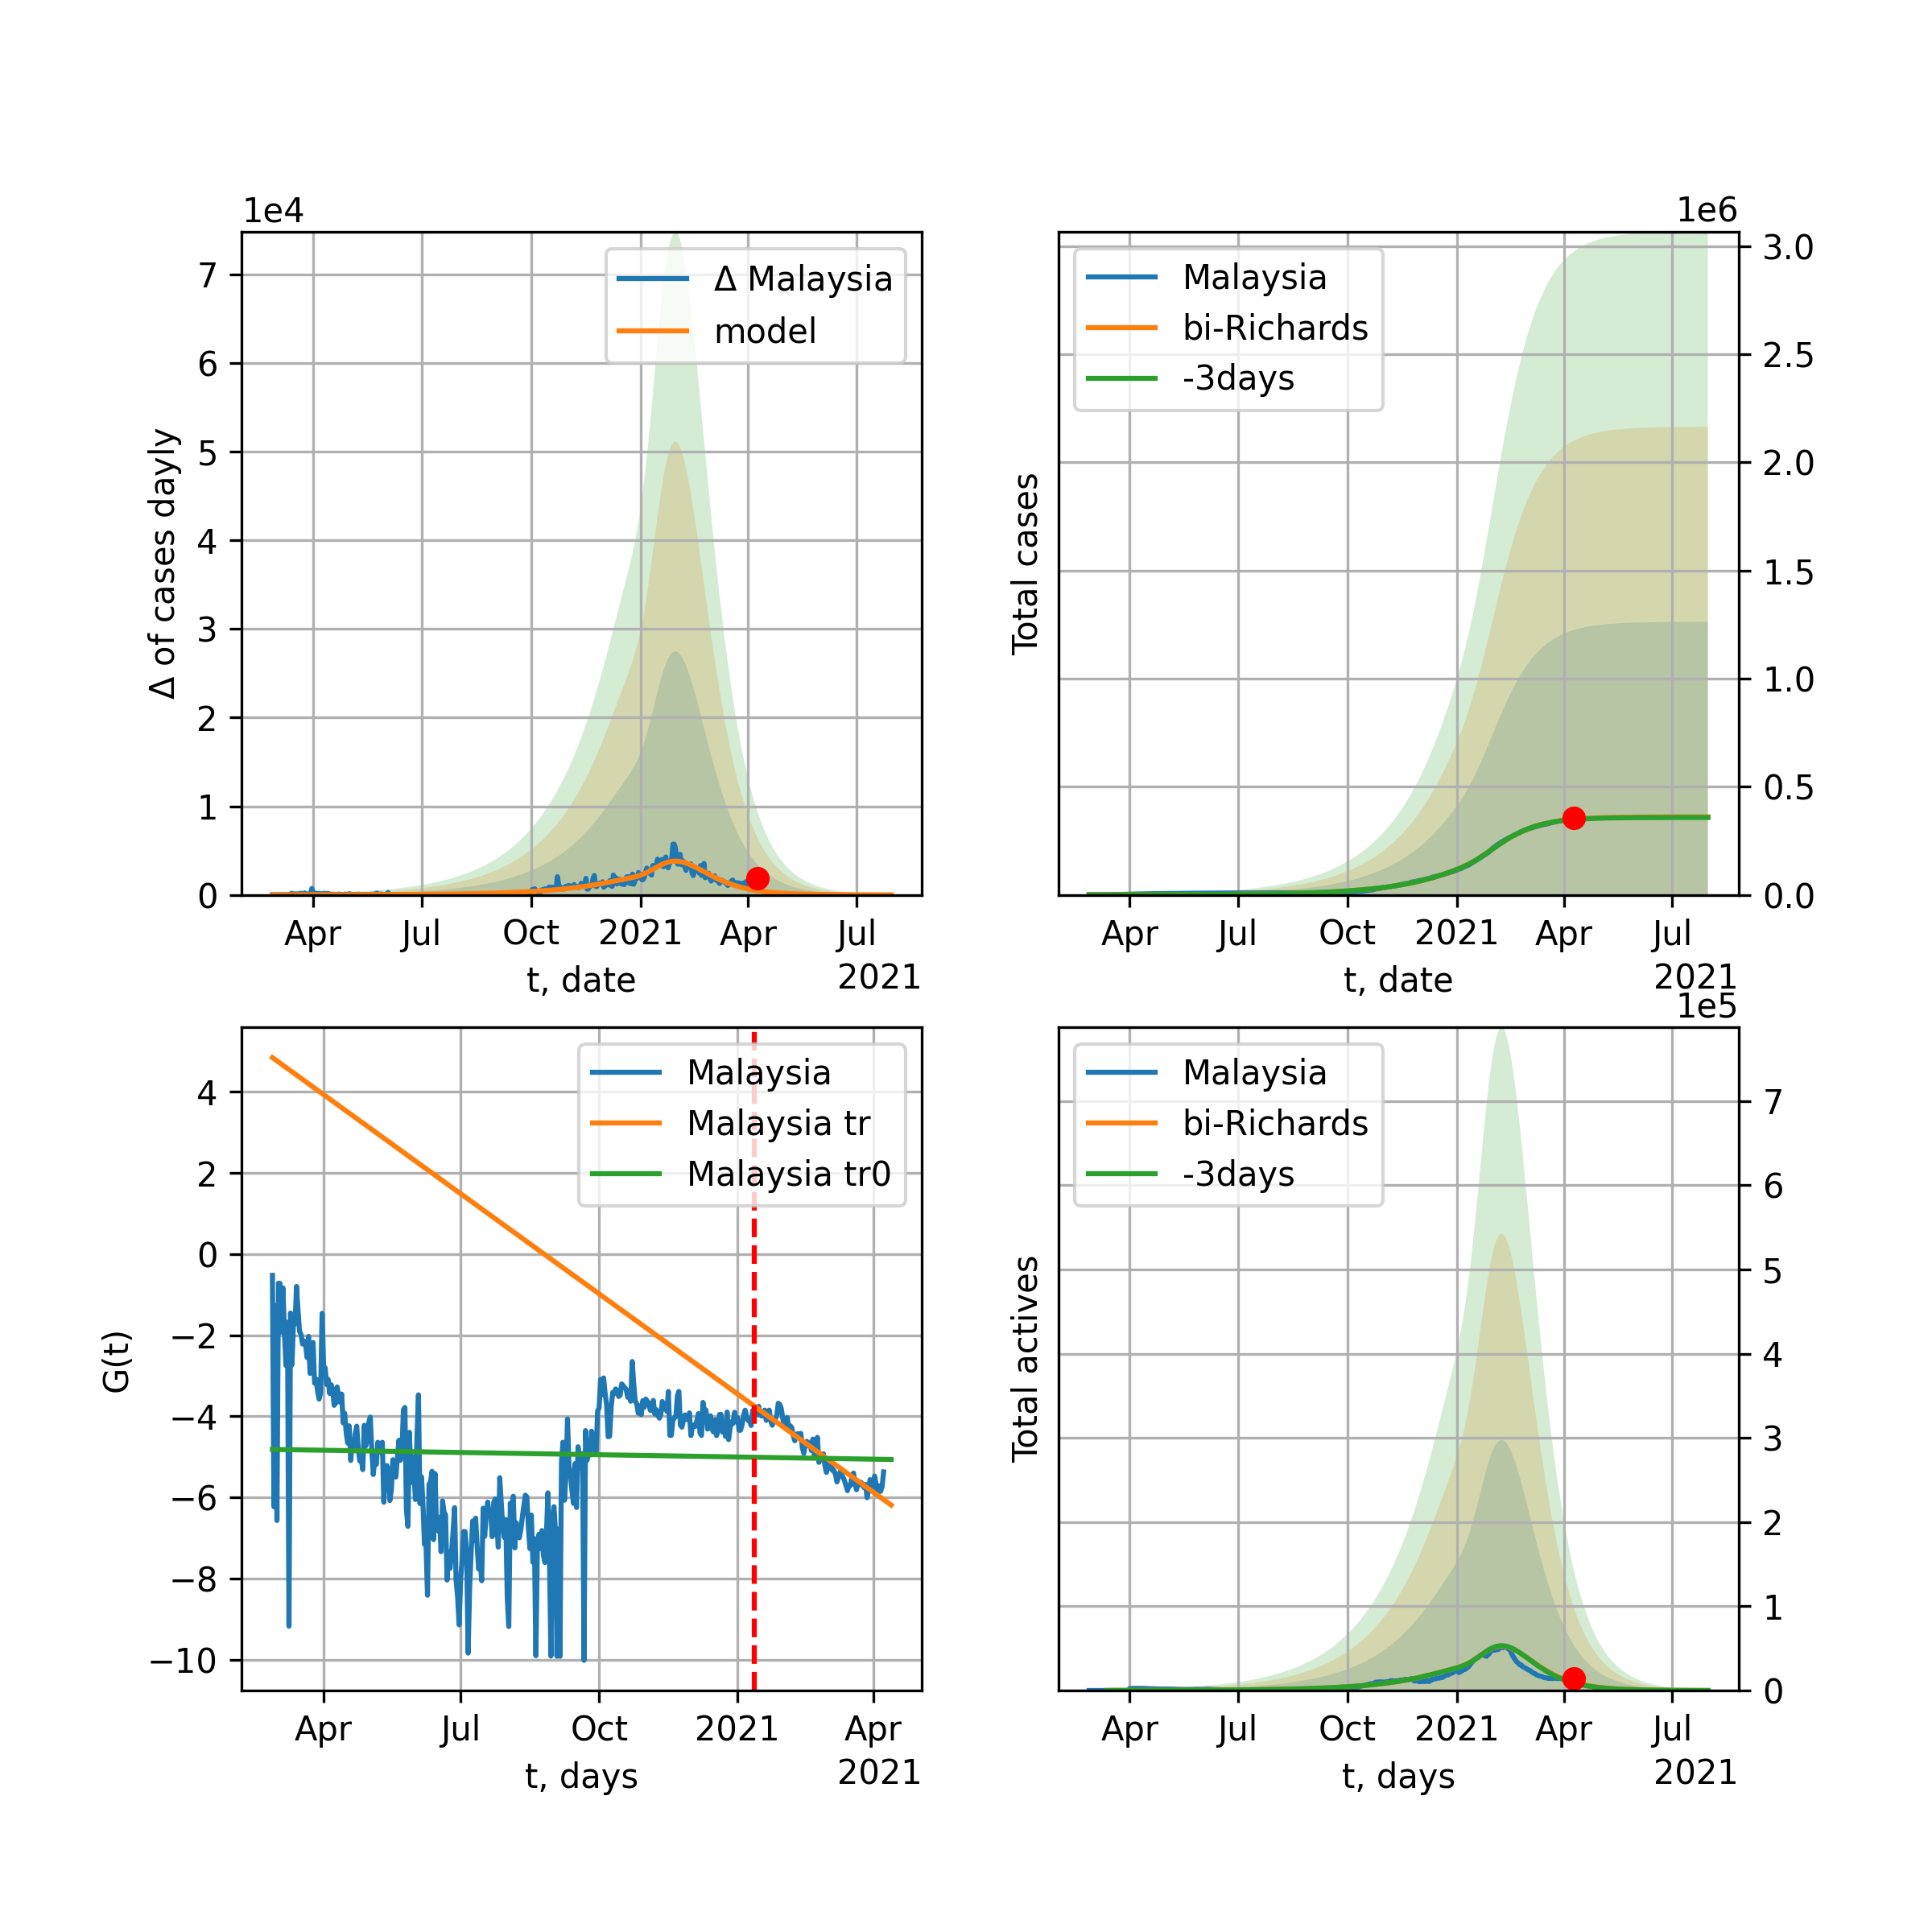 1e4
7
6
5
4
3
2
1
0
Δ of cases dayly
Δ Malaysia
model
Apr Jul Oct 2021 Apr Jul
t, date
2021
1e6
3.0
2.5
2.0
1.5
1.0
0.5
0.0
Total cases
Malaysia
bi-Richards
-3days
Apr Jul Oct 2021 Apr Jul
t, date
2021
4
2
0
−2
−4
−6
−8
−10
G(t)
Malaysia
Malaysia tr
Malaysia tr0
Apr Jul Oct 2021 Apr
t, days
2021
1e5
7
6
5
4
3
2
1
0
Total actives
Malaysia
bi-Richards
-3days
Apr Jul Oct 2021 Apr Jul
t, days
2021